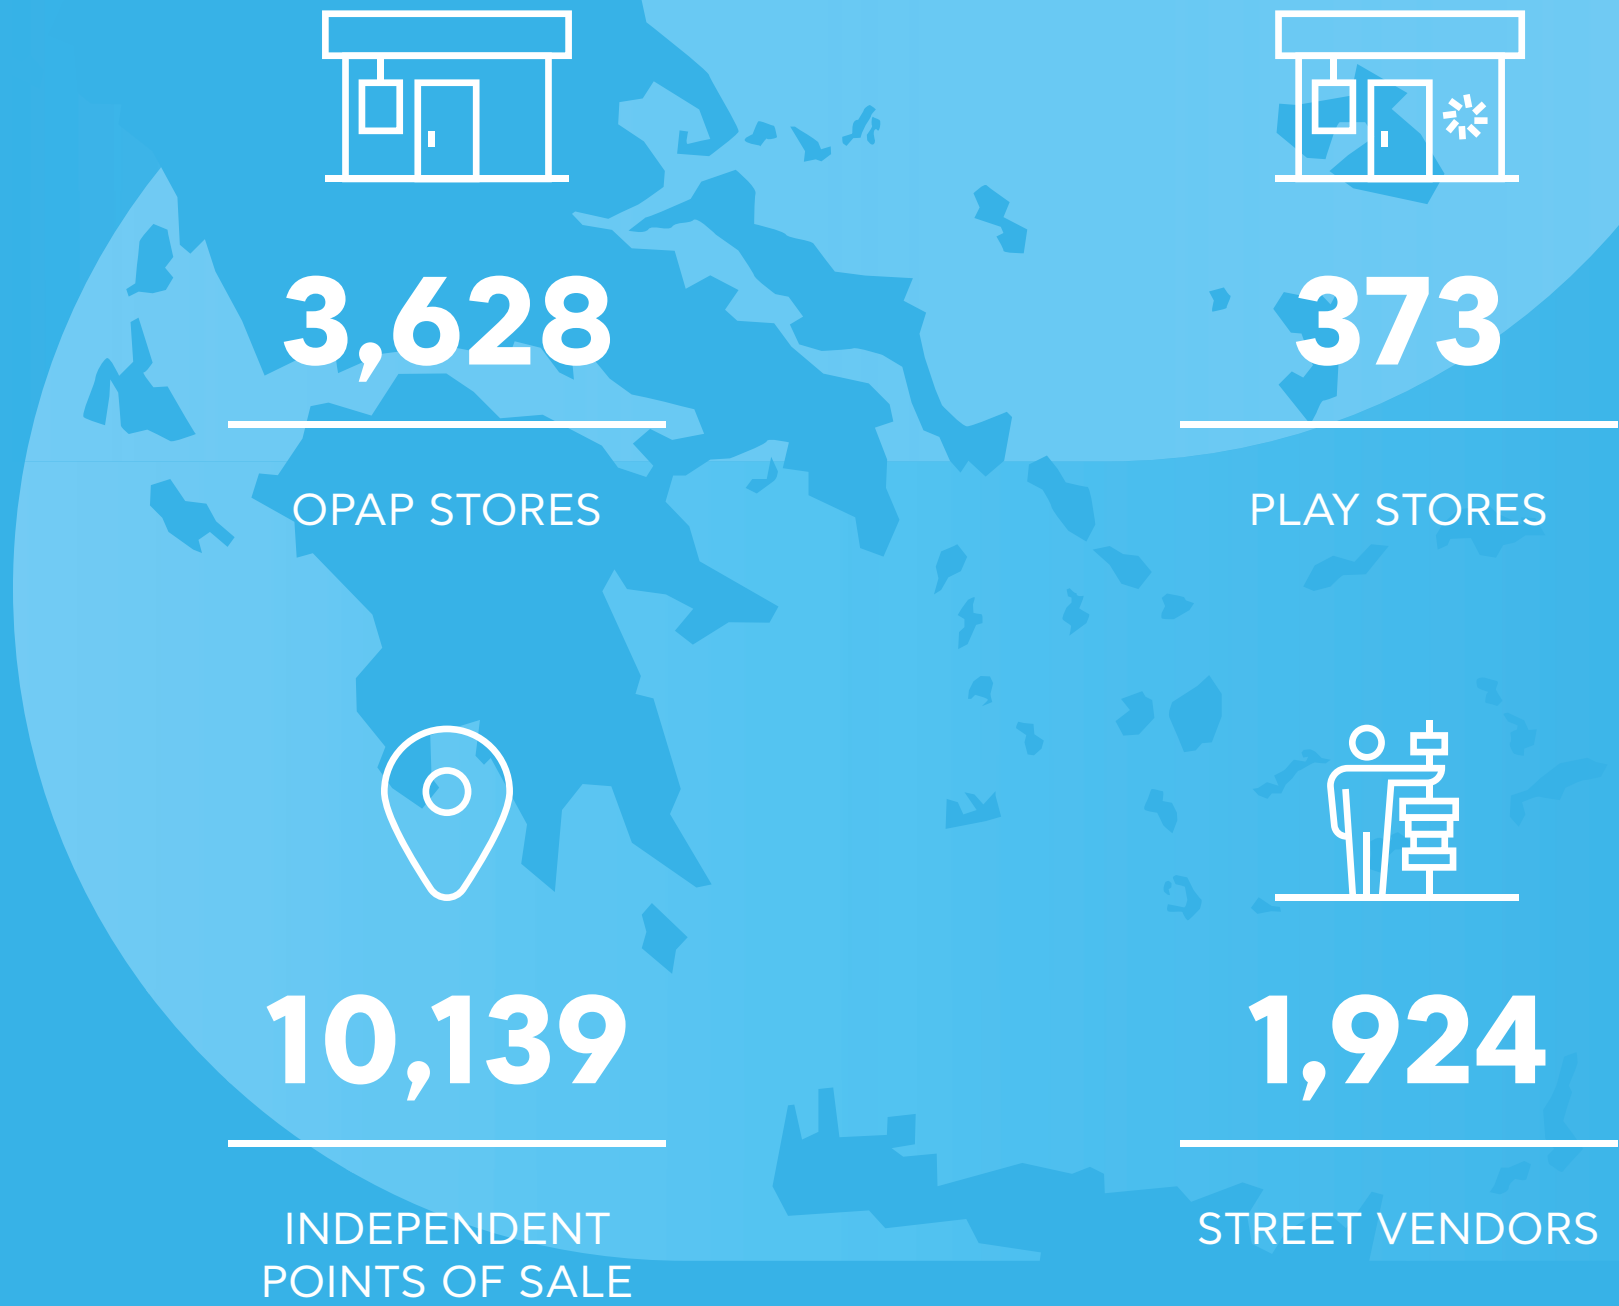 3,628
OPAP STORES
373
PLAY STORES
10,139
INDEPENDENT
POINTS OF SALE
1,924
STREET VENDORS